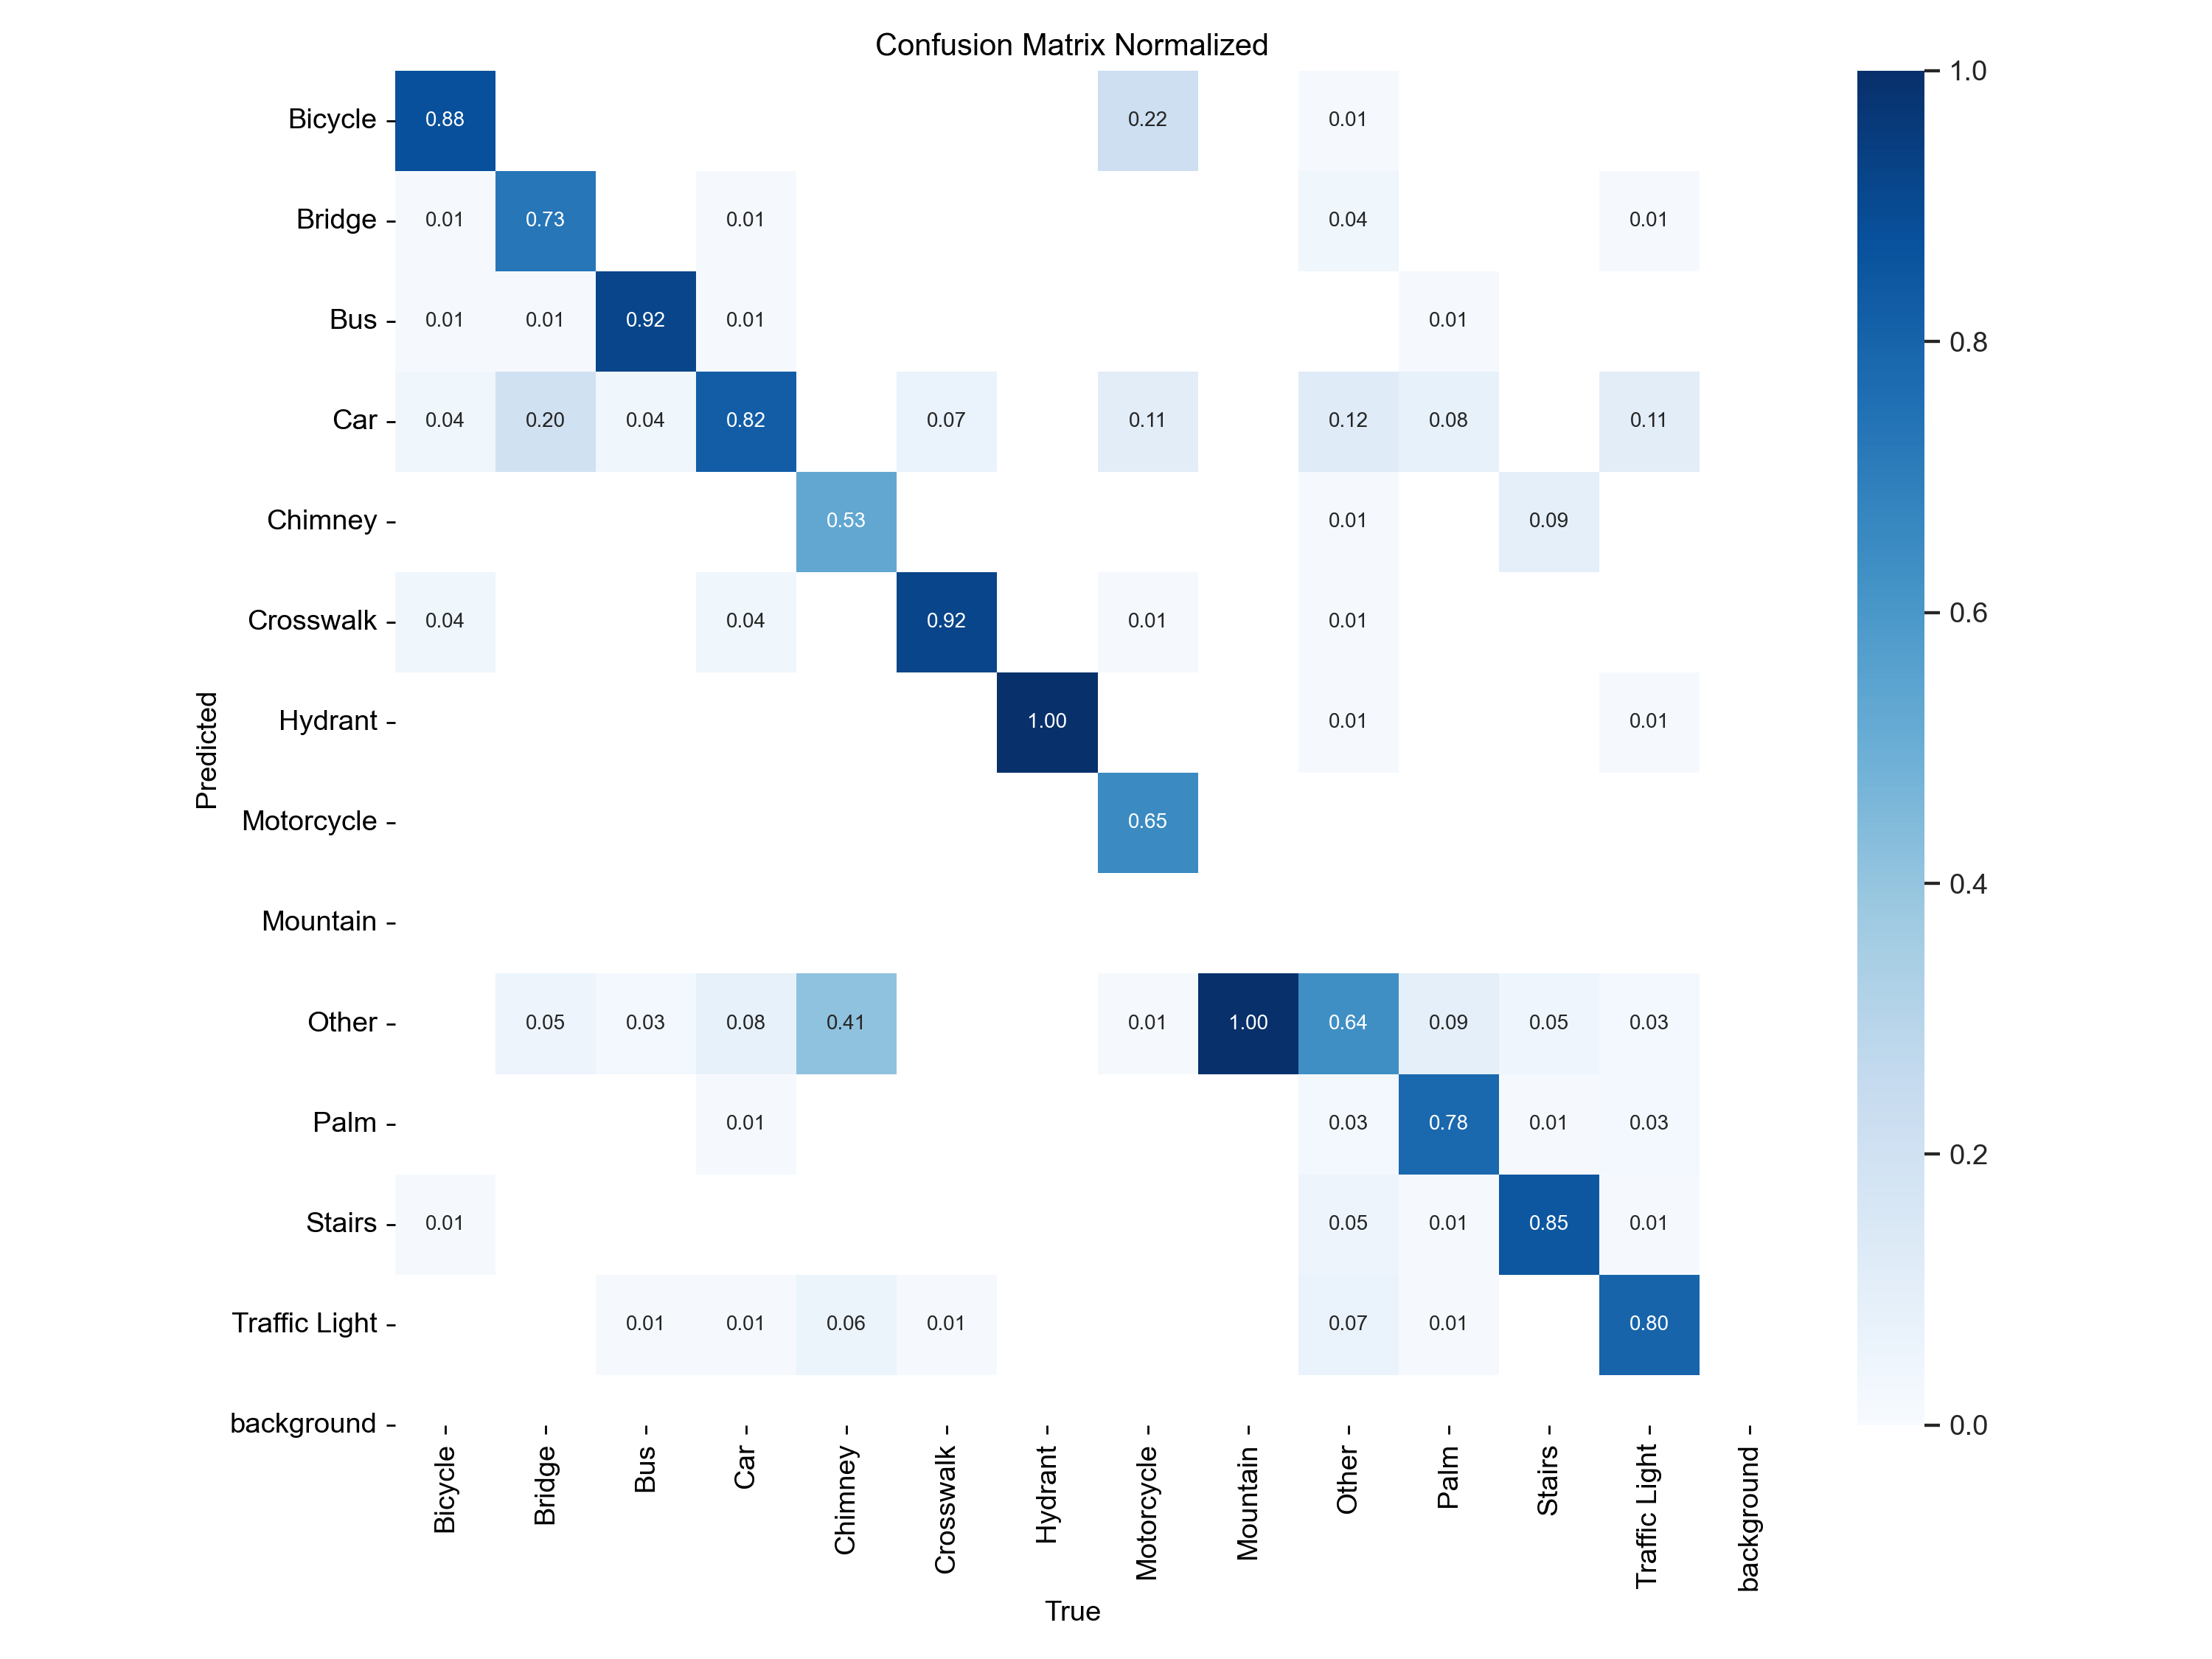 Confusion Matrix Normalized
Bicycle 0.88 0.22 0.01
Bridge 0.01 0.73 0.01 0.04 0.01
Bus 0.01 0.01 0.92 0.01 0.01
Car 0.04 0.20 0.04 0.82 0.07 0.11 0.12 0.08 0.11
Chimney 0.53 0.01 0.09
Crosswalk 0.04 0.04 0.92 0.01 0.01
Hydrant 1.00 0.01 0.01
Motorcycle 0.65
Mountain
Other 0.05 0.03 0.08 0.41 0.01 1.00 0.64 0.09 0.05 0.03
Palm 0.01 0.03 0.78 0.01 0.03
Stairs 0.01 0.05 0.01 0.85 0.01
Traffic Light 0.01 0.01 0.06 0.01 0.07 0.01 0.80
background
Predicted
Bicycle
Bridge
Bus
Car
Chimney
Crosswalk
Hydrant
Motorcycle
Mountain
Other
Palm
Stairs
Traffic Light
background
True
1.0
0.8
0.6
0.4
0.2
0.0